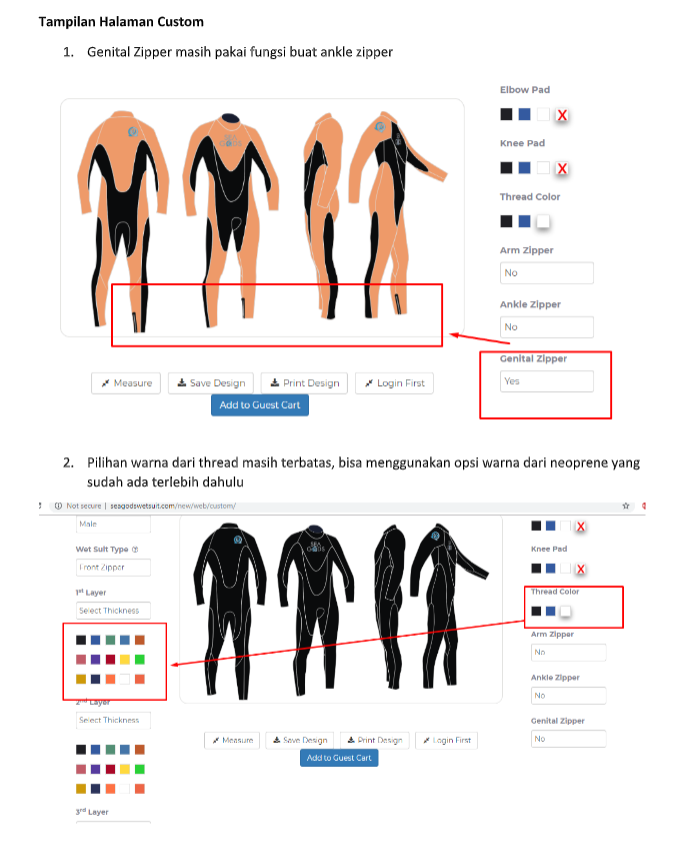 Tampilan Halaman Custom
1. Genital Zipper masih pakai fungsi buat ankle zipper
Elbow Pad
X
Knee Pad
X
Thread Color
Arm Zipper
No
Ankle Zipper
No
Genital Zipper
Yes
Measure
Save Design
Print Design
Login First
Add to Guest Cart
2. Pilihan warna dari thread masih terbatas, bisa menggunakan opsi warna dari neoprene yang
sudah ada terlebih dahulu
Not secure | seagodswetsuit.com/new/web/custom/
Male
Wet Suit Type
Front Zipper
1st Layer
Select Thickness
2nd Layer
Select Thickness
3rd Layer
SEA
GODS
X
Knee Pad
X
Thread Color
Arm Zipper
No
Ankle Zipper
No
Genital Zipper
No
Measure
Save Design
Print Design
Login First
Add to Guest Cart